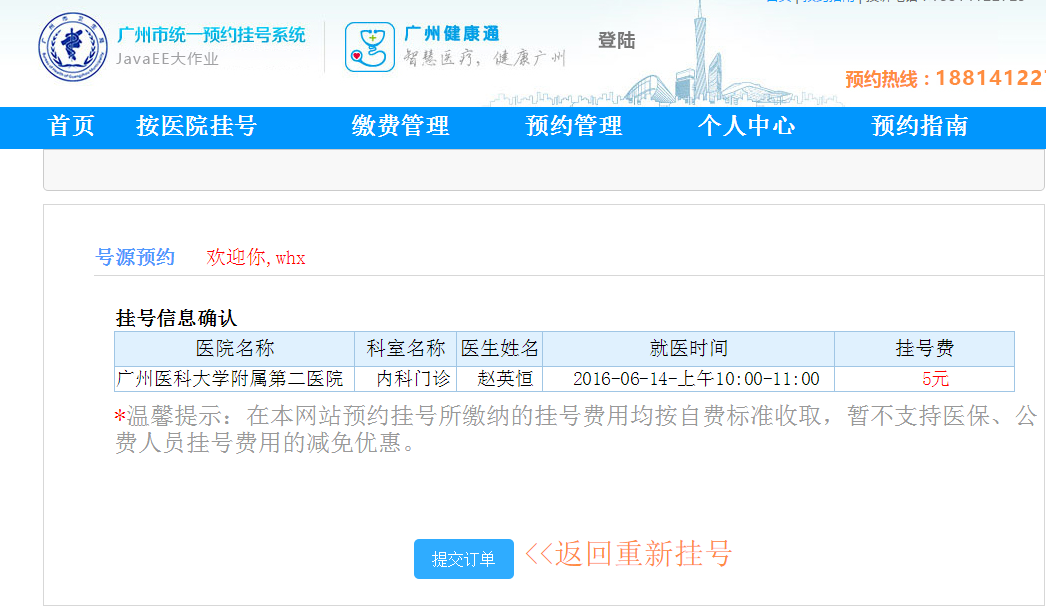 广州市统一预约挂号系统
JavaEE大作业
广州健康通
智慧医疗，健康广州
登陆
预约热线：188141227
首页 按医院挂号 缴费管理 预约管理 个人中心 预约指南
号源预约 欢迎你,whx
挂号信息确认
医院名称 科室名称 医生姓名 就医时间 挂号费
广州医科大学附属第二医院 内科门诊 赵英恒 2016-06-14-上午10:00-11:00 5元
*温馨提示：在本网站预约挂号所缴纳的挂号费用均按自费标准收取，暂不支持医保、公
费人员挂号费用的减免优惠。
提交订单 <<返回重新挂号